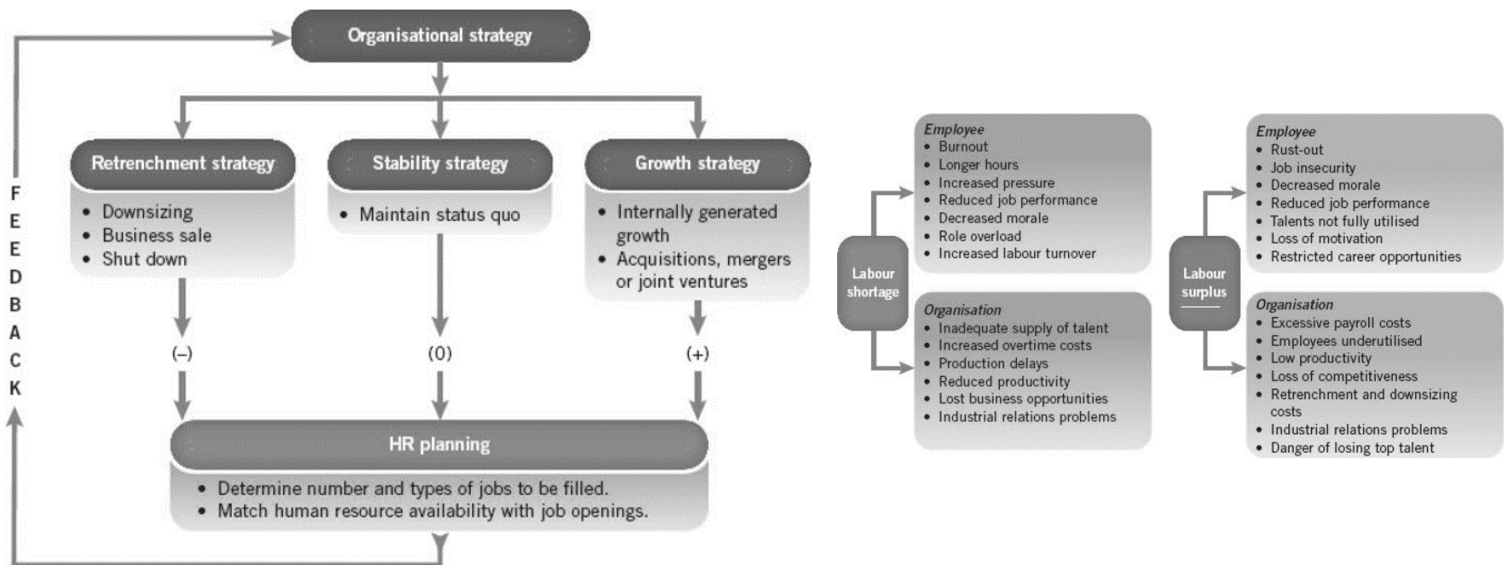 Organisational strategy
Retrenchment strategy
• Downsizing
• Business sale
• Shut down
(–)
Stability strategy
• Maintain status quo
(0)
Growth strategy
• Internally generated
growth
• Acquisitions, mergers
or joint ventures
(+)
HR planning
• Determine number and types of jobs to be filled.
• Match human resource availability with job openings.
F
E
E
D
B
A
C
K
Labour
shortage
Employee
• Burnout
• Longer hours
• Increased pressure
• Reduced job performance
• Decreased morale
• Role overload
• Increased labour turnover
Organisation
• Inadequate supply of talent
• Increased overtime costs
• Production delays
• Reduced productivity
• Lost business opportunities
• Industrial relations problems
Labour
surplus
Employee
• Rust-out
• Job insecurity
• Decreased morale
• Reduced job performance
• Talents not fully utilised
• Loss of motivation
• Restricted career opportunities
Organisation
• Excessive payroll costs
• Employees underutilised
• Low productivity
• Loss of competitiveness
• Retrenchment and downsizing
costs
• Industrial relations problems
• Danger of losing top talent